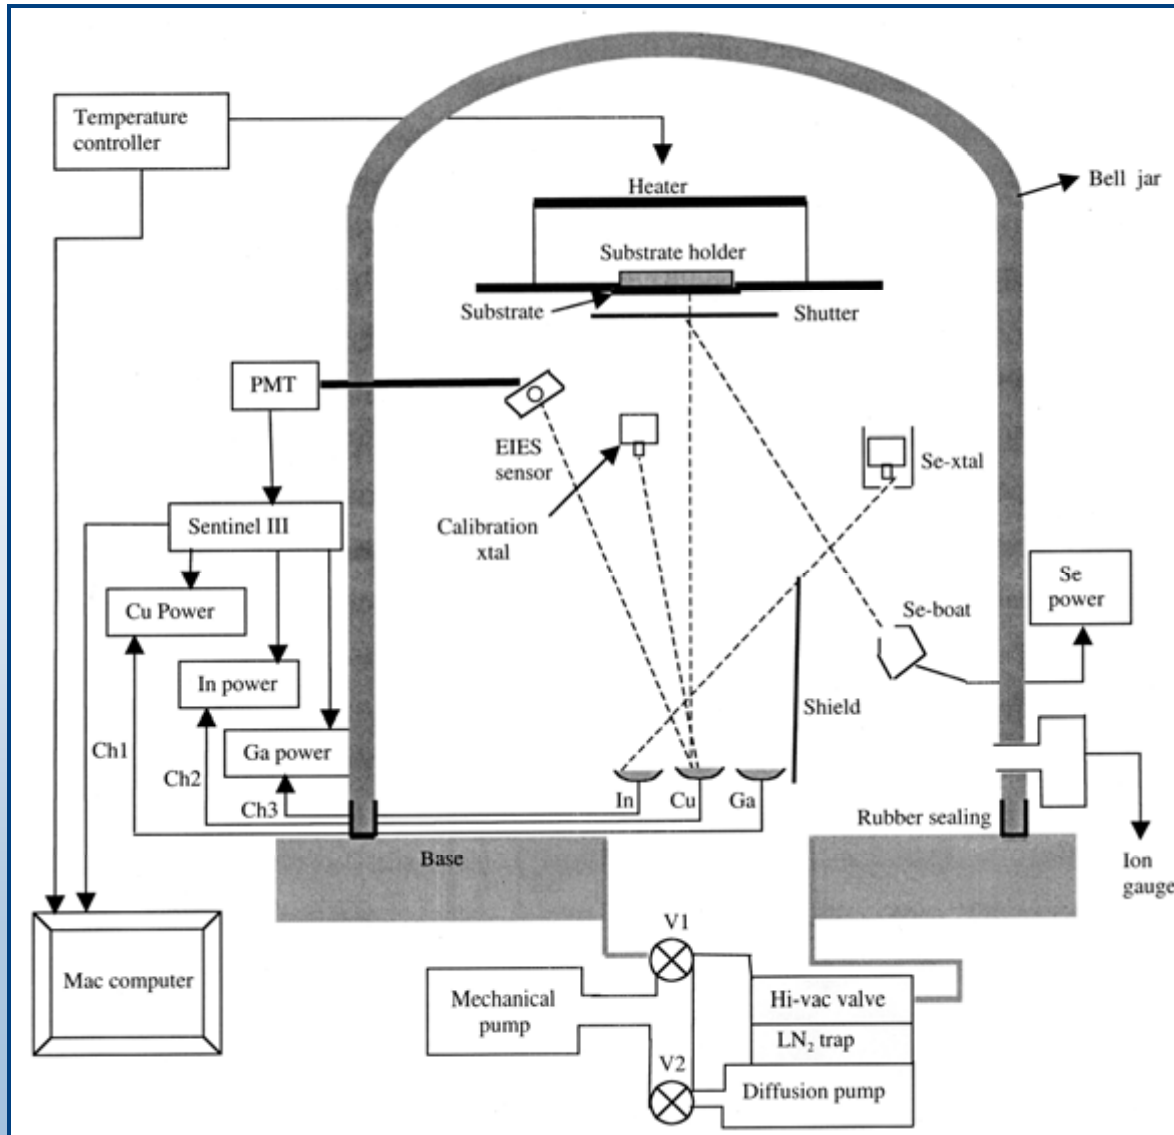 Temperature
controller
Bell jar
Heater
Substrate holder
Substrate
Shutter
PMT
EIES
sensor
Se-xtal
Calibration
xtal
Sentinel III
Se
power
Cu Power
Se-boat
In power
Shield
Ga power
Ch1
Ch2
Ch3
In
Cu
Ga
Rubber sealing
Base
Ion
gauge
V1
Mac computer
Mechanical
pump
Hi-vac valve
LN₂ trap
V2
Diffusion pump